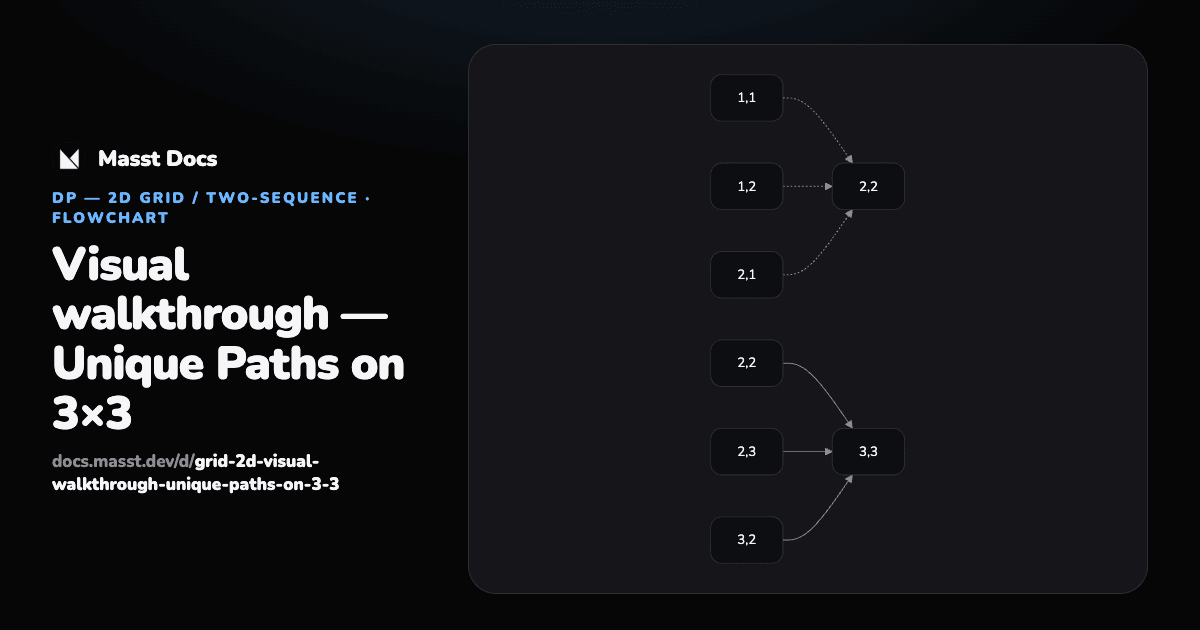 Masst Docs
DP — 2D GRID / TWO-SEQUENCE ·
FLOWCHART
Visual
walkthrough —
Unique Paths on
3×3
docs.masst.dev/d/grid-2d-visual-
walkthrough-unique-paths-on-3-3
1,1
1,2
2,2
2,1
2,2
2,3
3,3
3,2